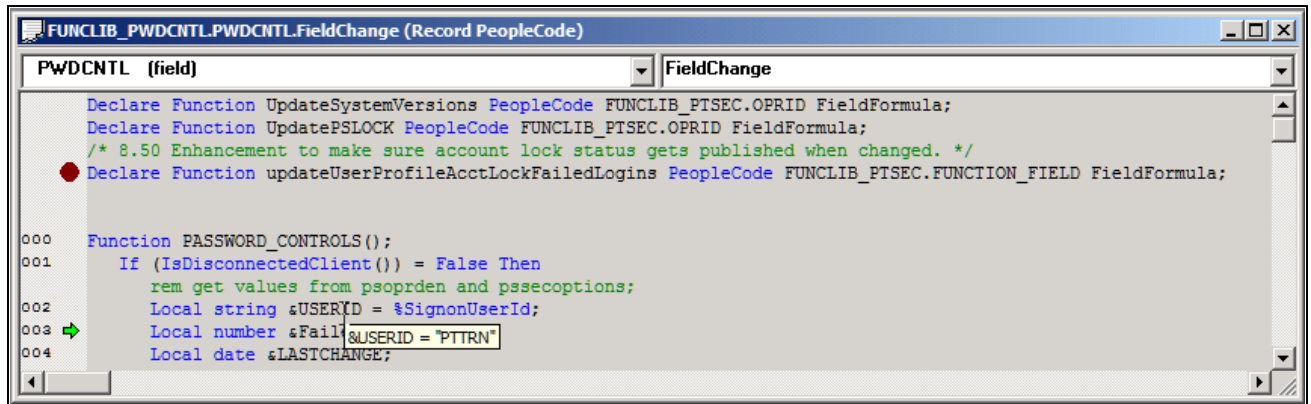 FUNCLIB_PWDCNTL.PWDCNTL.FieldChange (Record PeopleCode)
PWDCNTL (field) FieldChange
Declare Function UpdateSystemVersions PeopleCode FUNCLIB_PTSEC.OPRID FieldFormula;
Declare Function UpdatePSLOCK PeopleCode FUNCLIB_PTSEC.OPRID FieldFormula;
/* 8.50 Enhancement to make sure account lock status gets published when changed. */
Declare Function updateUserProfileAcctLockFailedLogins PeopleCode FUNCLIB_PTSEC.FUNCTION_FIELD FieldFormula;
000 Function PASSWORD_CONTROLS();
001 If (IsDisconnectedClient()) = False Then
rem get values from psoprden and pssecoptions;
002 Local string &USERID = %SignonUserId;
003 Local number &Fail
&USERID = "PTTRN"
004 Local date &LASTCHANGE;